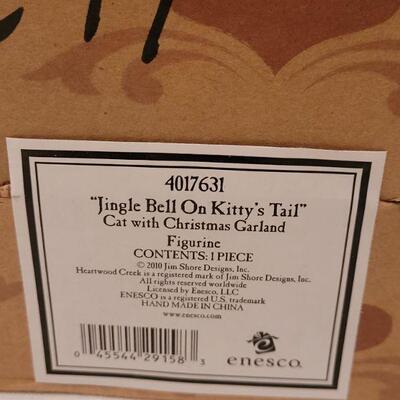 4017631
"Jingle Bell On Kitty's Tail"
Cat with Christmas Garland
Figurine
CONTENTS: 1 PIECE
© 2010 Jim Shore Designs, Inc.
Heartwood Creek is a registered mark of Jim Shore Designs, Inc.
All rights reserved worldwide
Licensed by Enesco, LLC
ENESCO is a registered U.S. trademark
HAND MADE IN CHINA
www.enesco.com
0 45544 29158 3
enesco.